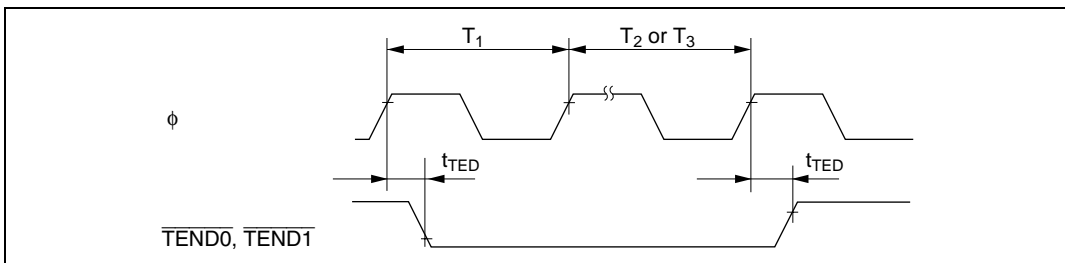 T1 T2 or T3
ϕ
tTED tTED
TEND0, TEND1